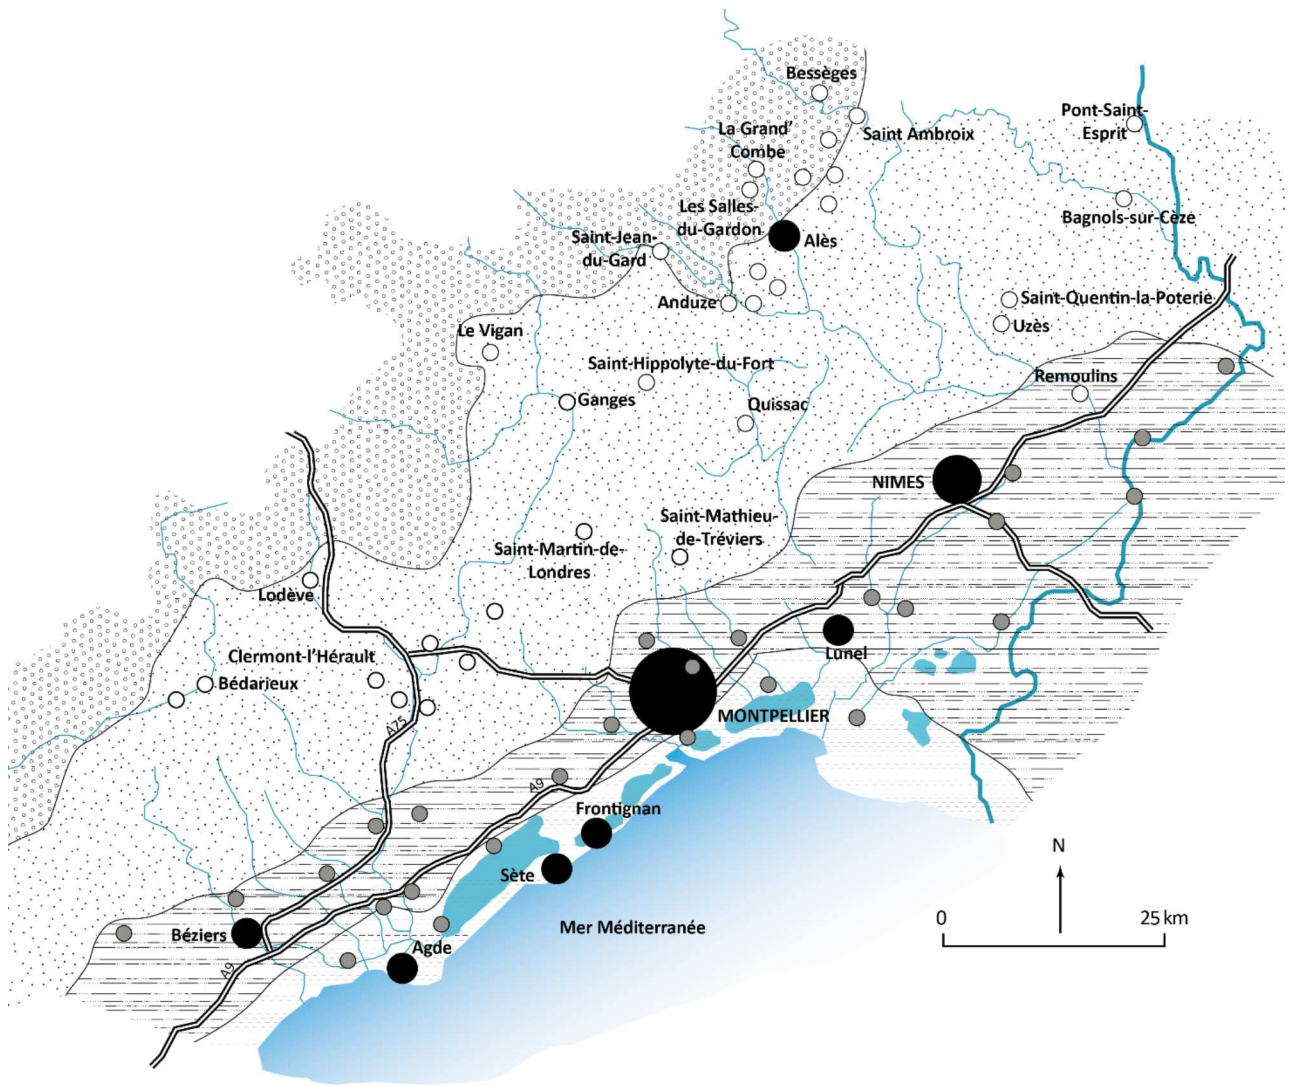 Bessèges
Pont-Saint-
Esprit
La Grand'
Combe
Saint Ambroix
Les Salles-
du-Gardon
Bagnols-sur-Cèze
Saint-Jean-
du-Gard
Alès
Anduze
Saint-Quentin-la-Poterie
Uzès
Le Vigan
Saint-Hippolyte-du-Fort
Remoulins
Ganges
Quissac
NIMES
Saint-Mathieu-
de-Tréviers
Saint-Martin-de-
Londres
Lodève
Lunel
Clermont-l'Hérault
Bédarieux
MONTPELLIER
A75
A9
Frontignan
N
Sète
0
25 km
Mer Méditerranée
Béziers
Agde
A9